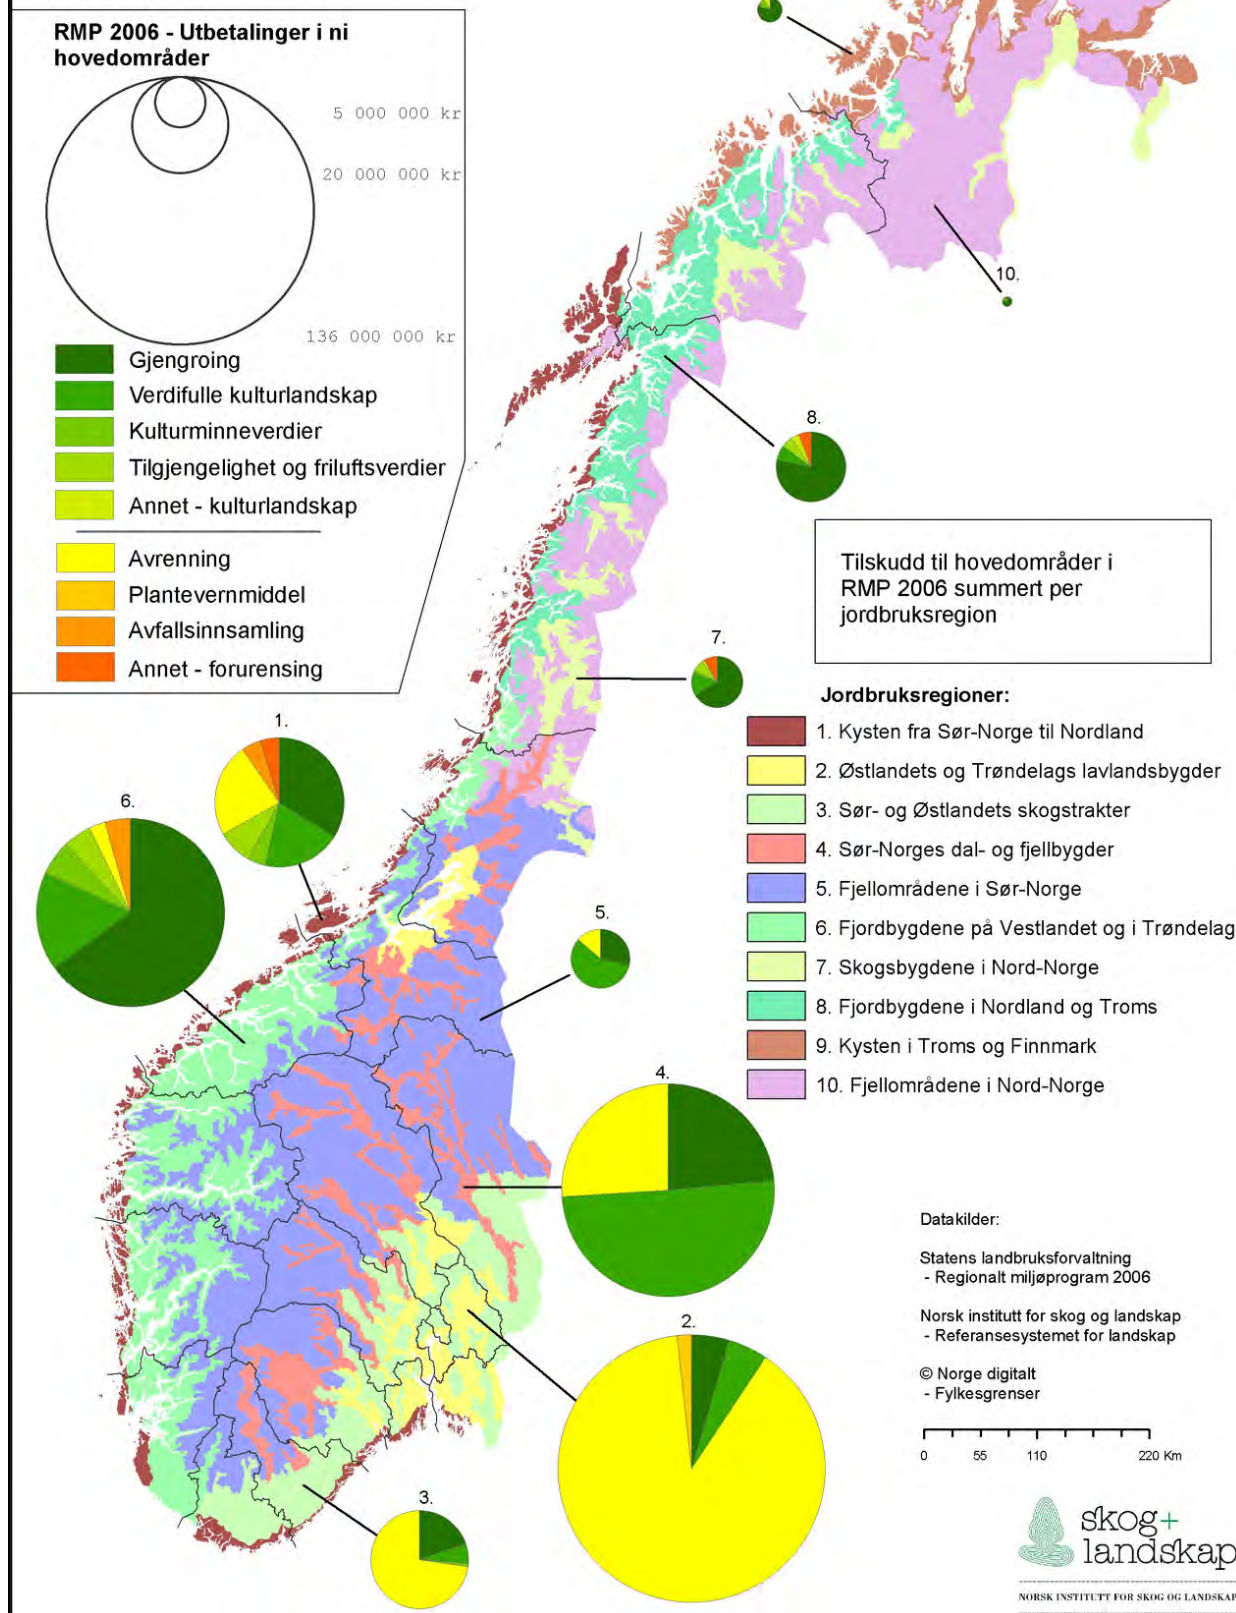 RMP 2006 - Utbetalinger i ni
hovedområder
5 000 000 kr
20 000 000 kr
136 000 000 kr
Gjengroing
Verdifulle kulturlandskap
Kulturminneverdier
Tilgjengelighet og friluftsverdier
Annet - kulturlandskap
Avrenning
Plantevernmiddel
Avfallsinnsamling
Annet - forurensing
10.
8.
Tilskudd til hovedområder i
RMP 2006 summert per
jordbruksregion
7.
Jordbruksregioner:
1. Kysten fra Sør-Norge til Nordland
2. Østlandets og Trøndelags lavlandsbygder
3. Sør- og Østlandets skogstrakter
4. Sør-Norges dal- og fjellbygder
5. Fjellområdene i Sør-Norge
6. Fjordbygdene på Vestlandet og i Trøndelag
7. Skogsbygdene i Nord-Norge
8. Fjordbygdene i Nordland og Troms
9. Kysten i Troms og Finnmark
10. Fjellområdene i Nord-Norge
1.
6.
5.
4.
2.
3.
Datakilder:
Statens landbruksforvaltning
- Regionalt miljøprogram 2006
Norsk institutt for skog og landskap
- Referansesystemet for landskap
© Norge digitalt
- Fylkesgrenser
0 55 110 220 Km
skog+
landskap
NORSK INSTITUTT FOR SKOG OG LANDSKAP